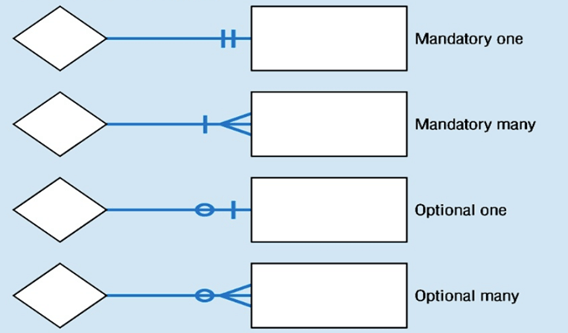 Mandatory one
Mandatory many
Optional one
Optional many